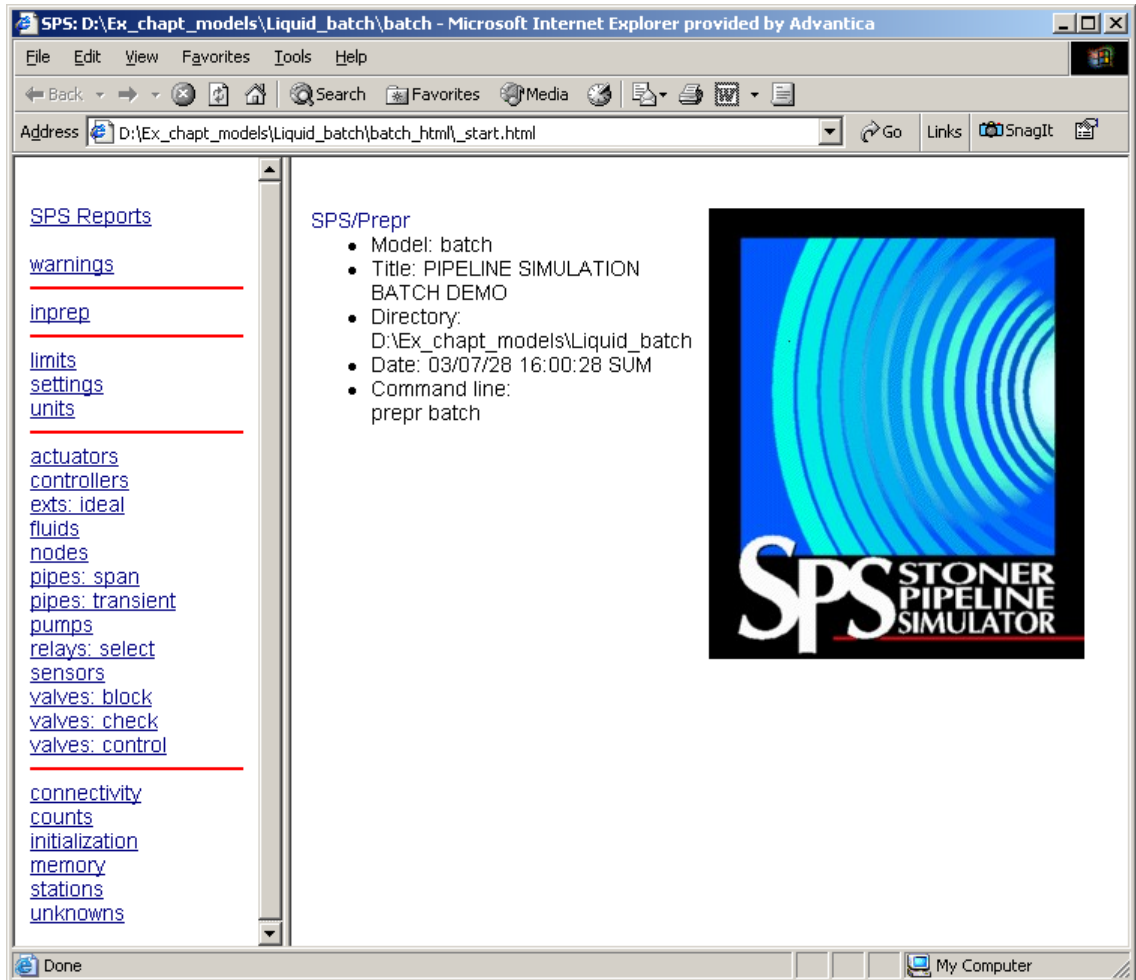 SPS: D:\Ex_chapt_models\Liquid_batch\batch - Microsoft Internet Explorer provided by Advantica
File Edit View Favorites Tools Help
Back Search Favorites Media
Address D:\Ex_chapt_models\Liquid_batch\batch_html\_start.html Go Links SnagIt
SPS Reports
warnings
inprep
limits
settings
units
actuators
controllers
exts: ideal
fluids
nodes
pipes: span
pipes: transient
pumps
relays: select
sensors
valves: block
valves: check
valves: control
connectivity
counts
initialization
memory
stations
unknowns
SPS/Prepr
• Model: batch
• Title: PIPELINE SIMULATION
BATCH DEMO
• Directory:
D:\Ex_chapt_models\Liquid_batch
• Date: 03/07/28 16:00:28 SUM
• Command line:
prepr batch
SPS STONER
PIPELINE
SIMULATOR
Done My Computer